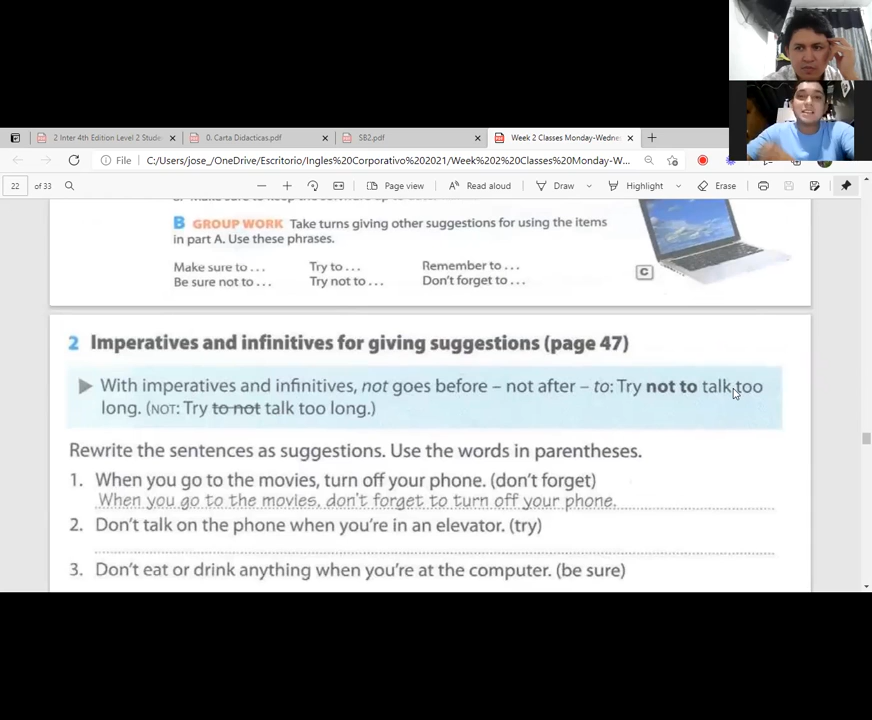 2 Inter 4th Edition Level 2 Stude
0. Carta Didacticas.pdf
SB2.pdf
Week 2 Classes Monday-Wedne
File
C:/Users/jose_/OneDrive/Escritorio/Ingles%20Corporativo%202021/Week%202%20Classes%20Monday-W...
22 of 33
Page view
Read aloud
Draw
Highlight
Erase
B GROUP WORK Take turns giving other suggestions for using the items
in part A. Use these phrases.
Make sure to ... Try to ... Remember to ...
Be sure not to ... Try not to ... Don't forget to ...
C
2 Imperatives and infinitives for giving suggestions (page 47)
With imperatives and infinitives, not goes before – not after – to: Try not to talk too
long. (NOT: Try to not talk too long.)
Rewrite the sentences as suggestions. Use the words in parentheses.
1. When you go to the movies, turn off your phone. (don't forget)
When you go to the movies, don't forget to turn off your phone.
2. Don't talk on the phone when you're in an elevator. (try)
3. Don't eat or drink anything when you're at the computer. (be sure)